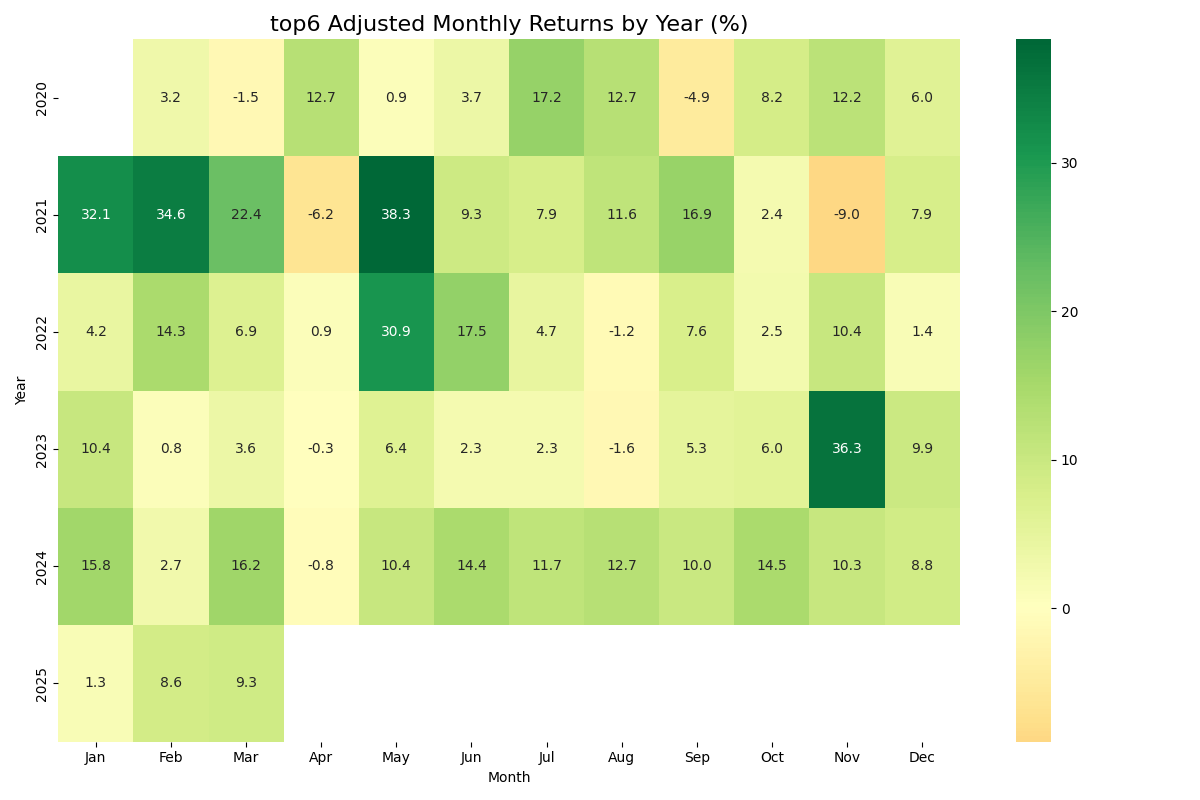 top6 Adjusted Monthly Returns by Year (%)
2020 3.2 -1.5 12.7 0.9 3.7 17.2 12.7 -4.9 8.2 12.2 6.0
2021 32.1 34.6 22.4 -6.2 38.3 9.3 7.9 11.6 16.9 2.4 -9.0 7.9
2022 4.2 14.3 6.9 0.9 30.9 17.5 4.7 -1.2 7.6 2.5 10.4 1.4
2023 10.4 0.8 3.6 -0.3 6.4 2.3 2.3 -1.6 5.3 6.0 36.3 9.9
2024 15.8 2.7 16.2 -0.8 10.4 14.4 11.7 12.7 10.0 14.5 10.3 8.8
2025 1.3 8.6 9.3
Jan Feb Mar Apr May Jun Jul Aug Sep Oct Nov Dec
Month
Year
30
20
10
0